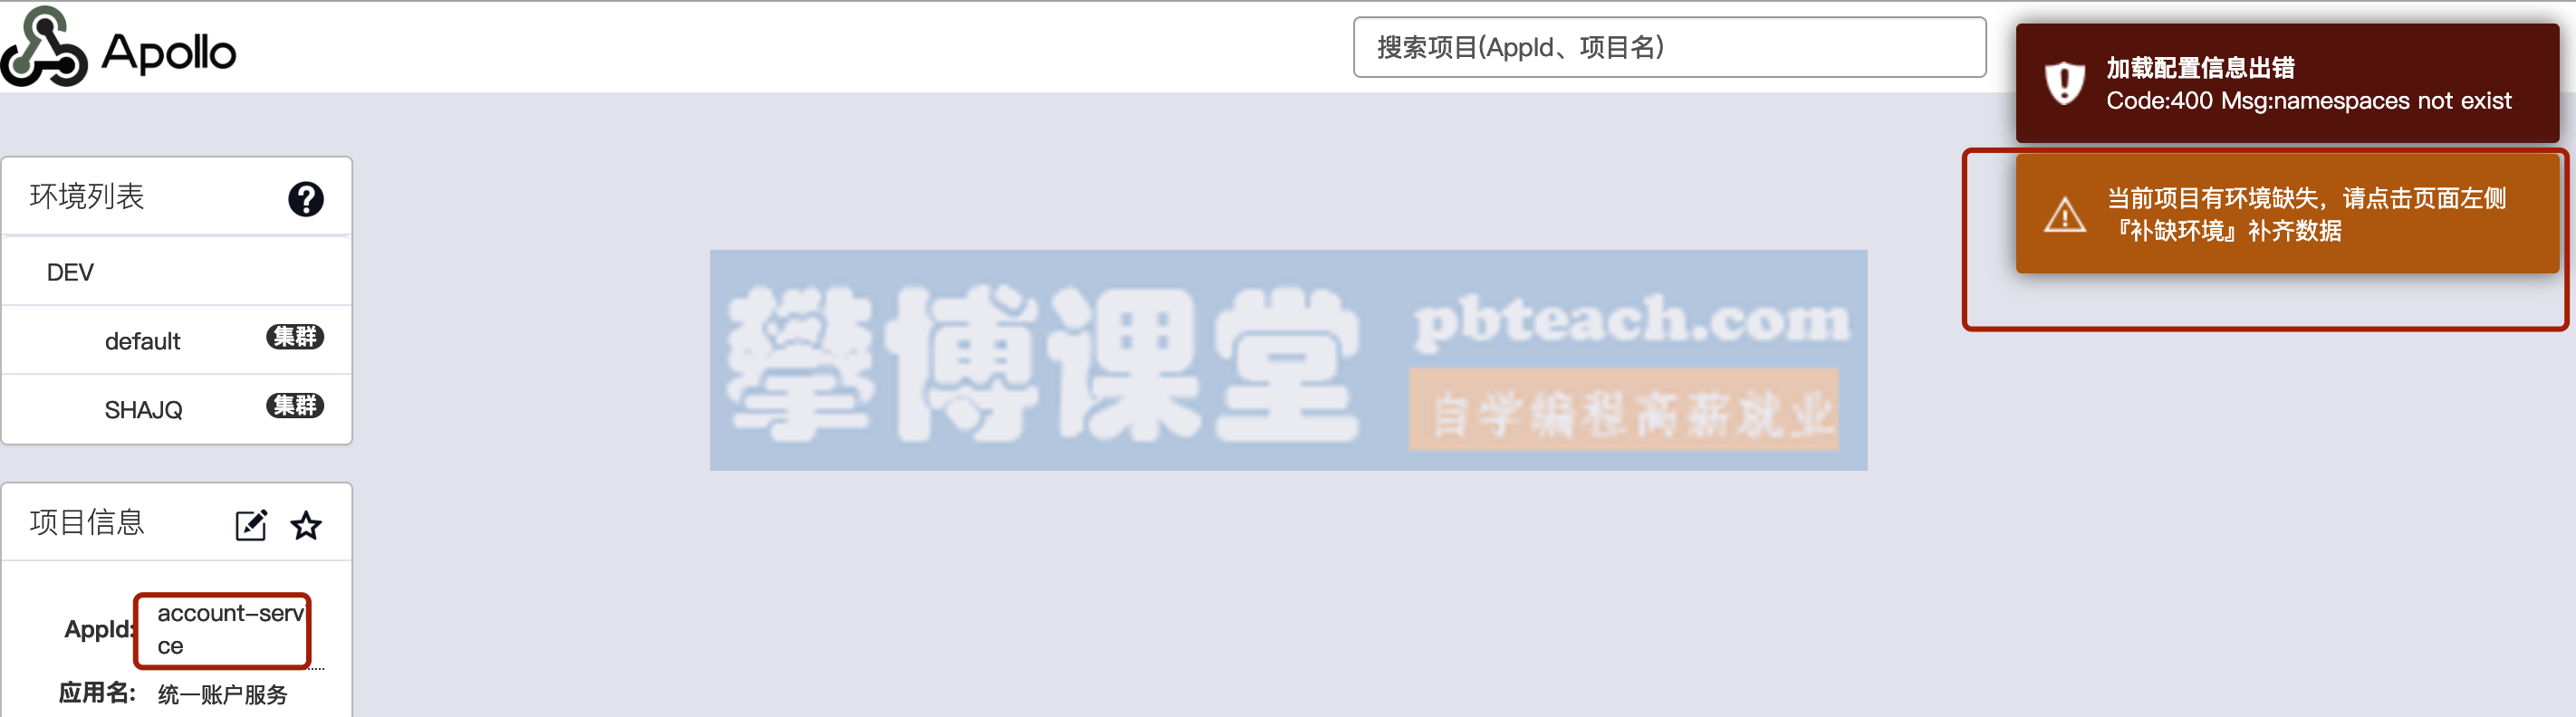 Apollo
搜索项目(AppId、项目名)
加载配置信息出错
Code:400 Msg:namespaces not exist
当前项目有环境缺失，请点击页面左侧
『补缺环境』补齐数据
环境列表
DEV
default 集群
SHAJQ 集群
攀博课堂
pbteach.com
自学编程高薪就业
项目信息
AppId: account-servi
ce
应用名: 统一账户服务